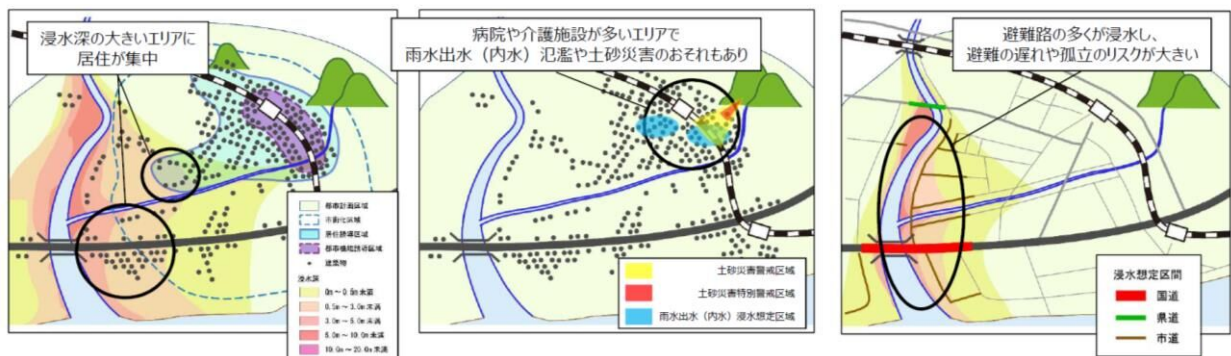 浸水深の大きいエリアに
居住が集中
都市計画区域
市街化区域
居住誘導区域
都市機能誘導区域
建築物
浸水深
0m～0.5m未満
0.5m～3.0m未満
3.0m～5.0m未満
5.0m～10.0m未満
10.0m～20.0m未満
病院や介護施設が多いエリアで
雨水出水（内水）氾濫や土砂災害のおそれもあり
土砂災害警戒区域
土砂災害特別警戒区域
雨水出水（内水）浸水想定区域
避難路の多くが浸水し、
避難の遅れや孤立のリスクが大きい
浸水想定区間
国道
県道
市道